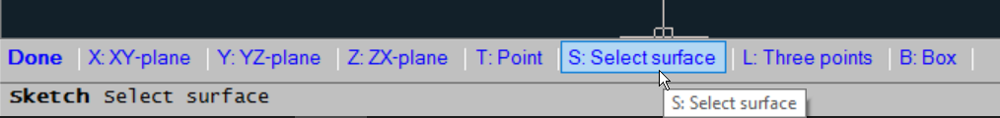 Done X: XY-plane Y: YZ-plane Z: ZX-plane T: Point S: Select surface L: Three points B: Box
Sketch Select surface
S: Select surface